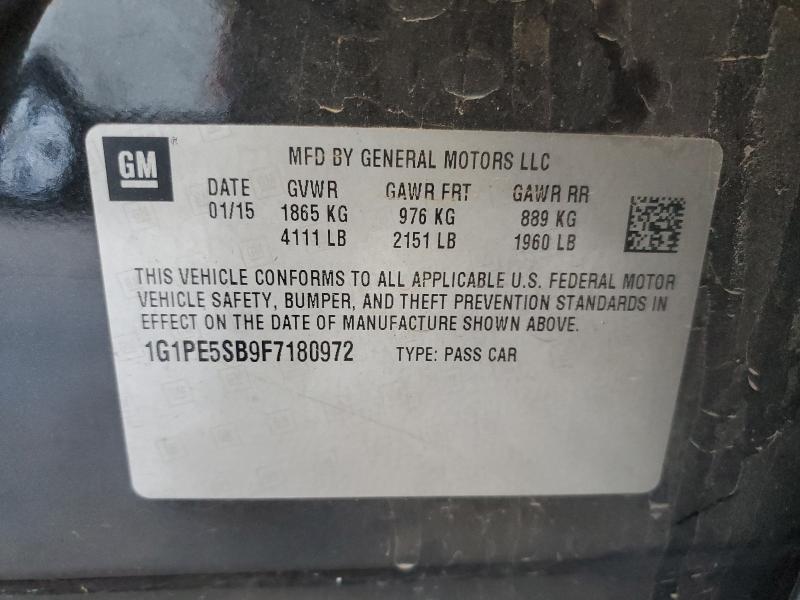 GM
MFD BY GENERAL MOTORS LLC
DATE GVWR GAWR FRT GAWR RR
01/15 1865 KG 976 KG 889 KG
4111 LB 2151 LB 1960 LB
THIS VEHICLE CONFORMS TO ALL APPLICABLE U.S. FEDERAL MOTOR
VEHICLE SAFETY, BUMPER, AND THEFT PREVENTION STANDARDS IN
EFFECT ON THE DATE OF MANUFACTURE SHOWN ABOVE.
1G1PE5SB9F7180972 TYPE: PASS CAR